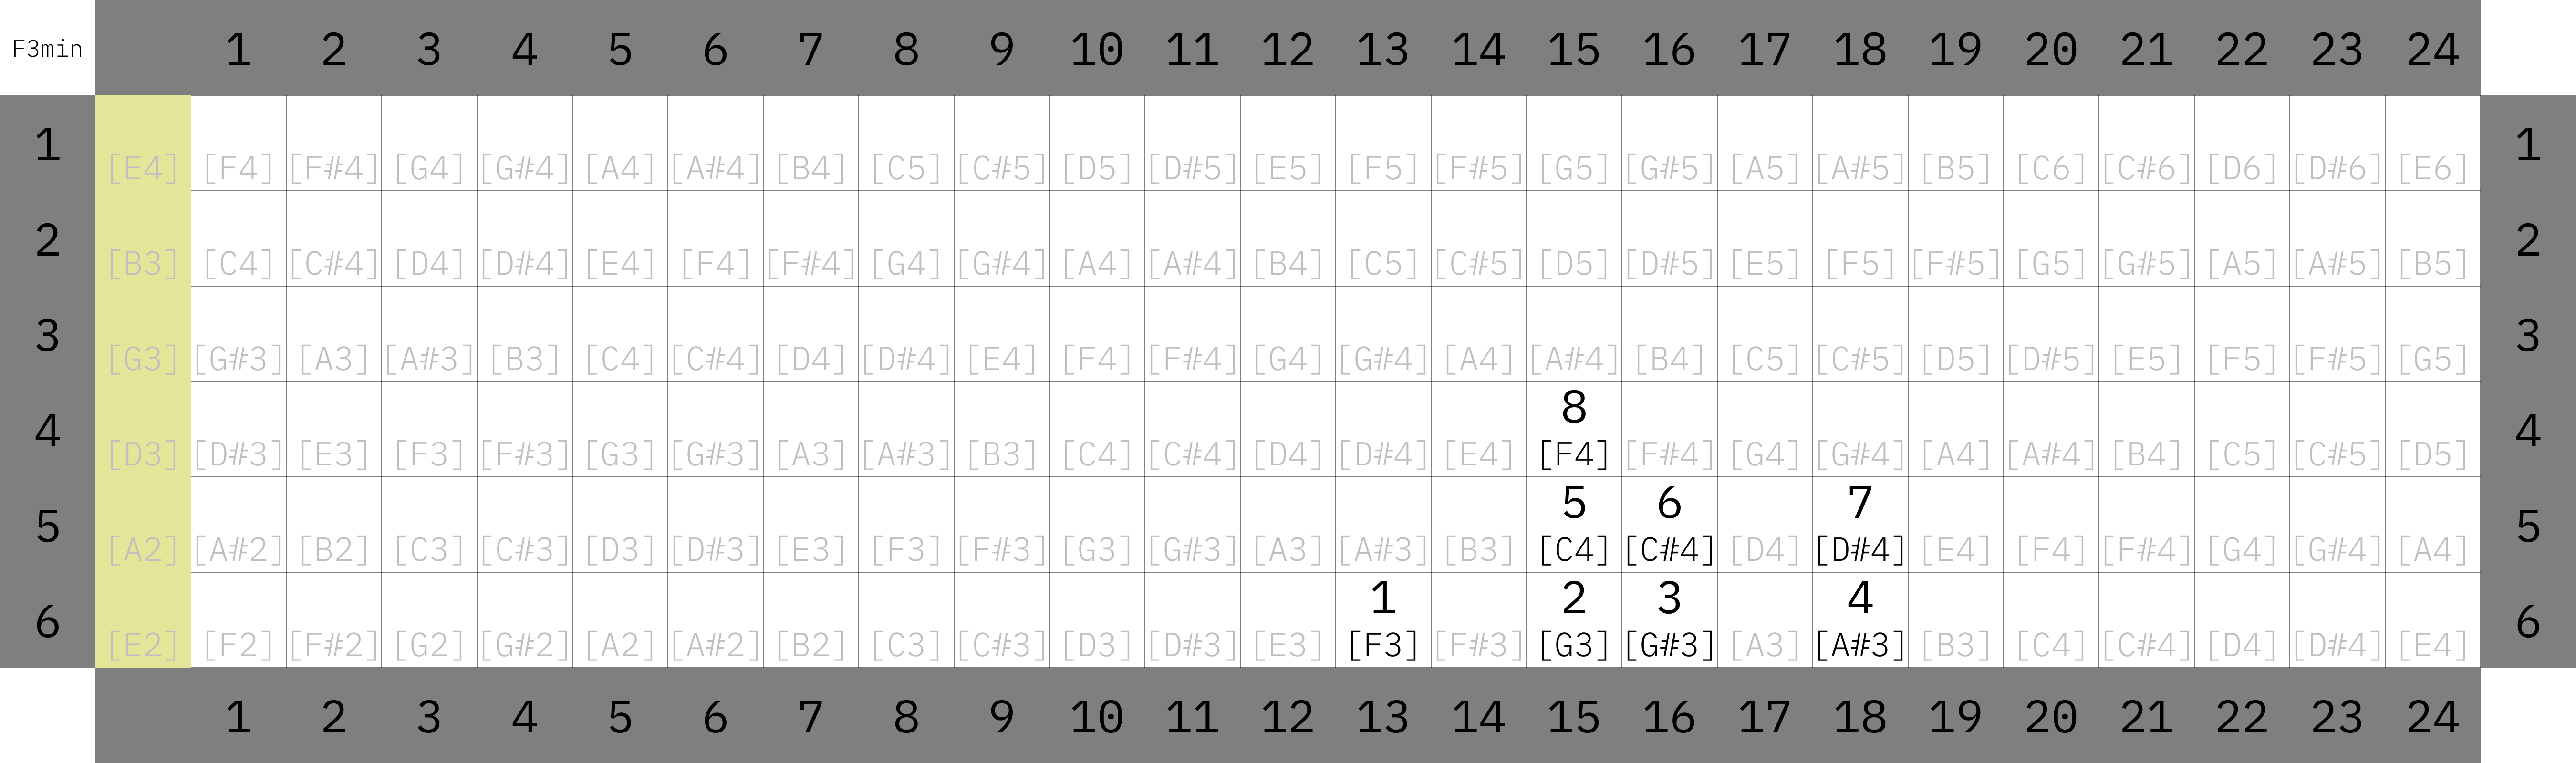 F3min 1 2 3 4 5 6 7 8 9 10 11 12 13 14 15 16 17 18 19 20 21 22 23 24
1 [E4] [F4] [F#4] [G4] [G#4] [A4] [A#4] [B4] [C5] [C#5] [D5] [D#5] [E5] [F5] [F#5] [G5] [G#5] [A5] [A#5] [B5] [C6] [C#6] [D6] [D#6] [E6] 1
2 [B3] [C4] [C#4] [D4] [D#4] [E4] [F4] [F#4] [G4] [G#4] [A4] [A#4] [B4] [C5] [C#5] [D5] [D#5] [E5] [F5] [F#5] [G5] [G#5] [A5] [A#5] [B5] 2
3 [G3] [G#3] [A3] [A#3] [B3] [C4] [C#4] [D4] [D#4] [E4] [F4] [F#4] [G4] [G#4] [A4] [A#4] [B4] [C5] [C#5] [D5] [D#5] [E5] [F5] [F#5] [G5] 3
8
4 [D3] [D#3] [E3] [F3] [F#3] [G3] [G#3] [A3] [A#3] [B3] [C4] [C#4] [D4] [D#4] [E4] [F4] [F#4] [G4] [G#4] [A4] [A#4] [B4] [C5] [C#5] [D5] 4
5 6 7
5 [A2] [A#2] [B2] [C3] [C#3] [D3] [D#3] [E3] [F3] [F#3] [G3] [G#3] [A3] [A#3] [B3] [C4] [C#4] [D4] [D#4] [E4] [F4] [F#4] [G4] [G#4] [A4] 5
1 2 3 4
6 [E2] [F2] [F#2] [G2] [G#2] [A2] [A#2] [B2] [C3] [C#3] [D3] [D#3] [E3] [F3] [F#3] [G3] [G#3] [A3] [A#3] [B3] [C4] [C#4] [D4] [D#4] [E4] 6
1 2 3 4 5 6 7 8 9 10 11 12 13 14 15 16 17 18 19 20 21 22 23 24